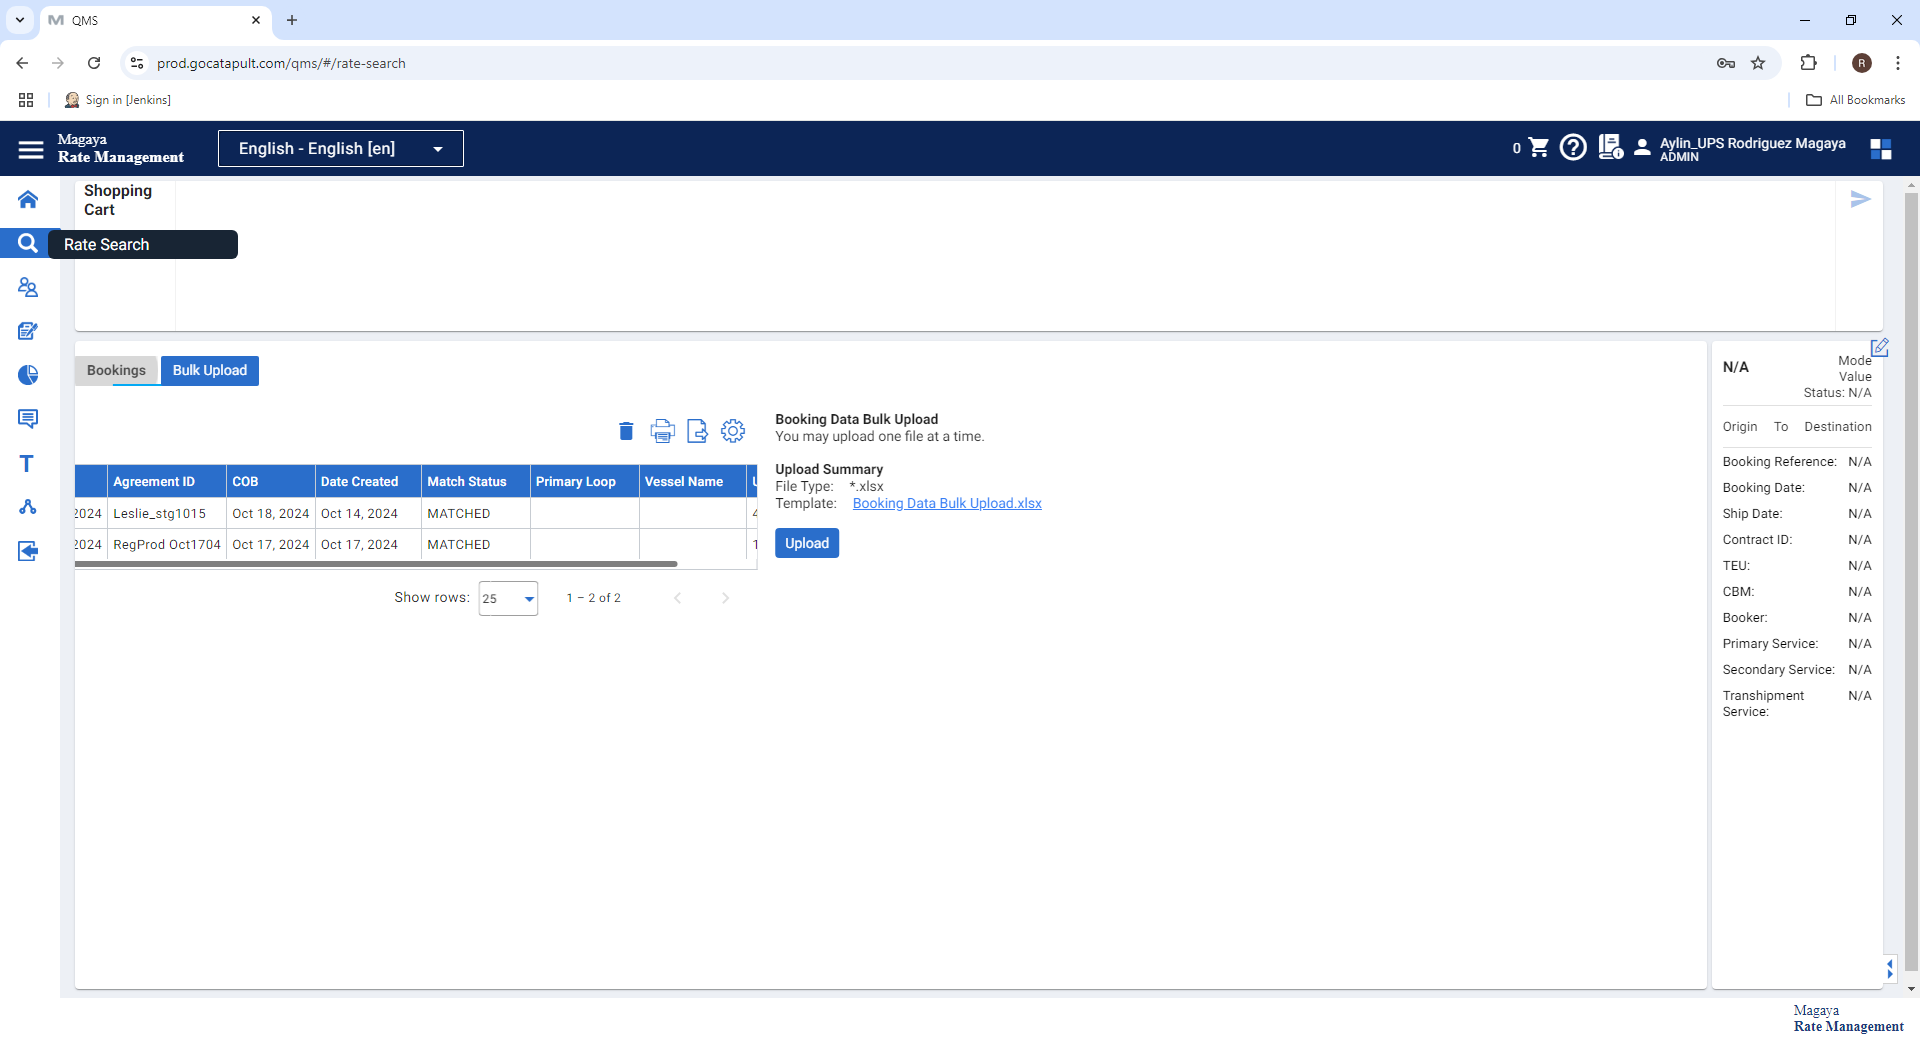 QMS
prod.gocatapult.com/qms/#/rate-search
R
Sign in [Jenkins]
All Bookmarks
Magaya
Rate Management
English - English [en]
0
Aylin_UPS Rodriguez Magaya
ADMIN
Shopping
Cart
Rate Search
Bookings
Bulk Upload
Agreement ID
COB
Date Created
Match Status
Primary Loop
Vessel Name
2024
Leslie_stg1015
Oct 18, 2024
Oct 14, 2024
MATCHED
2024
RegProd Oct1704
Oct 17, 2024
Oct 17, 2024
MATCHED
Show rows:
25
1 – 2 of 2
Booking Data Bulk Upload
You may upload one file at a time.
Upload Summary
File Type: *.xlsx
Template: Booking Data Bulk Upload.xlsx
Upload
N/A
Mode
Value
Status: N/A
Origin To Destination
Booking Reference: N/A
Booking Date: N/A
Ship Date: N/A
Contract ID: N/A
TEU: N/A
CBM: N/A
Booker: N/A
Primary Service: N/A
Secondary Service: N/A
Transhipment N/A
Service:
T
Magaya
Rate Management